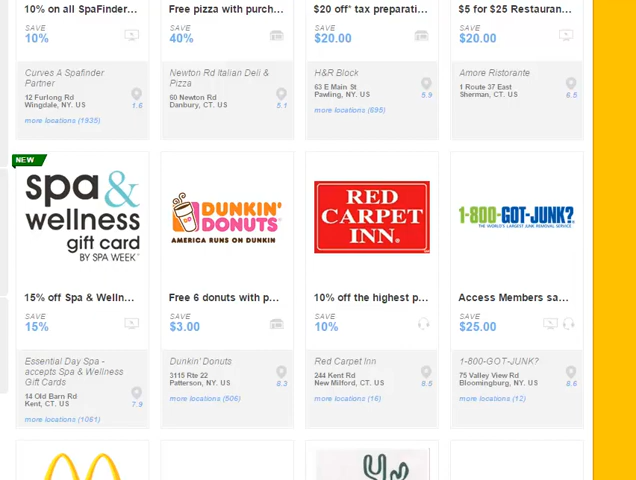 10% on all SpaFinder...
SAVE
10%
Curves A Spafinder
Partner
12 Furlong Rd
Wingdale, NY. US
1.6
more locations (1935)
Free pizza with purch...
SAVE
40%
Newton Rd Italian Deli &
Pizza
60 Newton Rd
Danbury, CT. US
5.1
$20 off* tax preparati...
SAVE
$20.00
H&R Block
63 E Main St
Pawling, NY. US
5.9
more locations (695)
$5 for $25 Restauran...
SAVE
$20.00
Amore Ristorante
1 Route 37 East
Sherman, CT. US
6.5
NEW
spa &
wellness
gift card
BY SPA WEEK
15% off Spa & Welln...
SAVE
15%
Essential Day Spa -
accepts Spa & Wellness
Gift Cards
14 Old Barn Rd
Kent, CT. US
7.9
more locations (1061)
DUNKIN'
DONUTS
AMERICA RUNS ON DUNKIN
Free 6 donuts with p...
SAVE
$3.00
Dunkin' Donuts
3115 Rte 22
Patterson, NY. US
8.3
more locations (506)
RED
CARPET
INN®
10% off the highest p...
SAVE
10%
Red Carpet Inn
244 Kent Rd
New Milford, CT. US
8.5
more locations (16)
1-800-GOT-JUNK?
THE WORLD'S LARGEST JUNK REMOVAL SERVICE
Access Members sa...
SAVE
$25.00
1-800-GOT-JUNK?
75 Valley View Rd
Bloomingburg, NY. US
8.6
more locations (12)